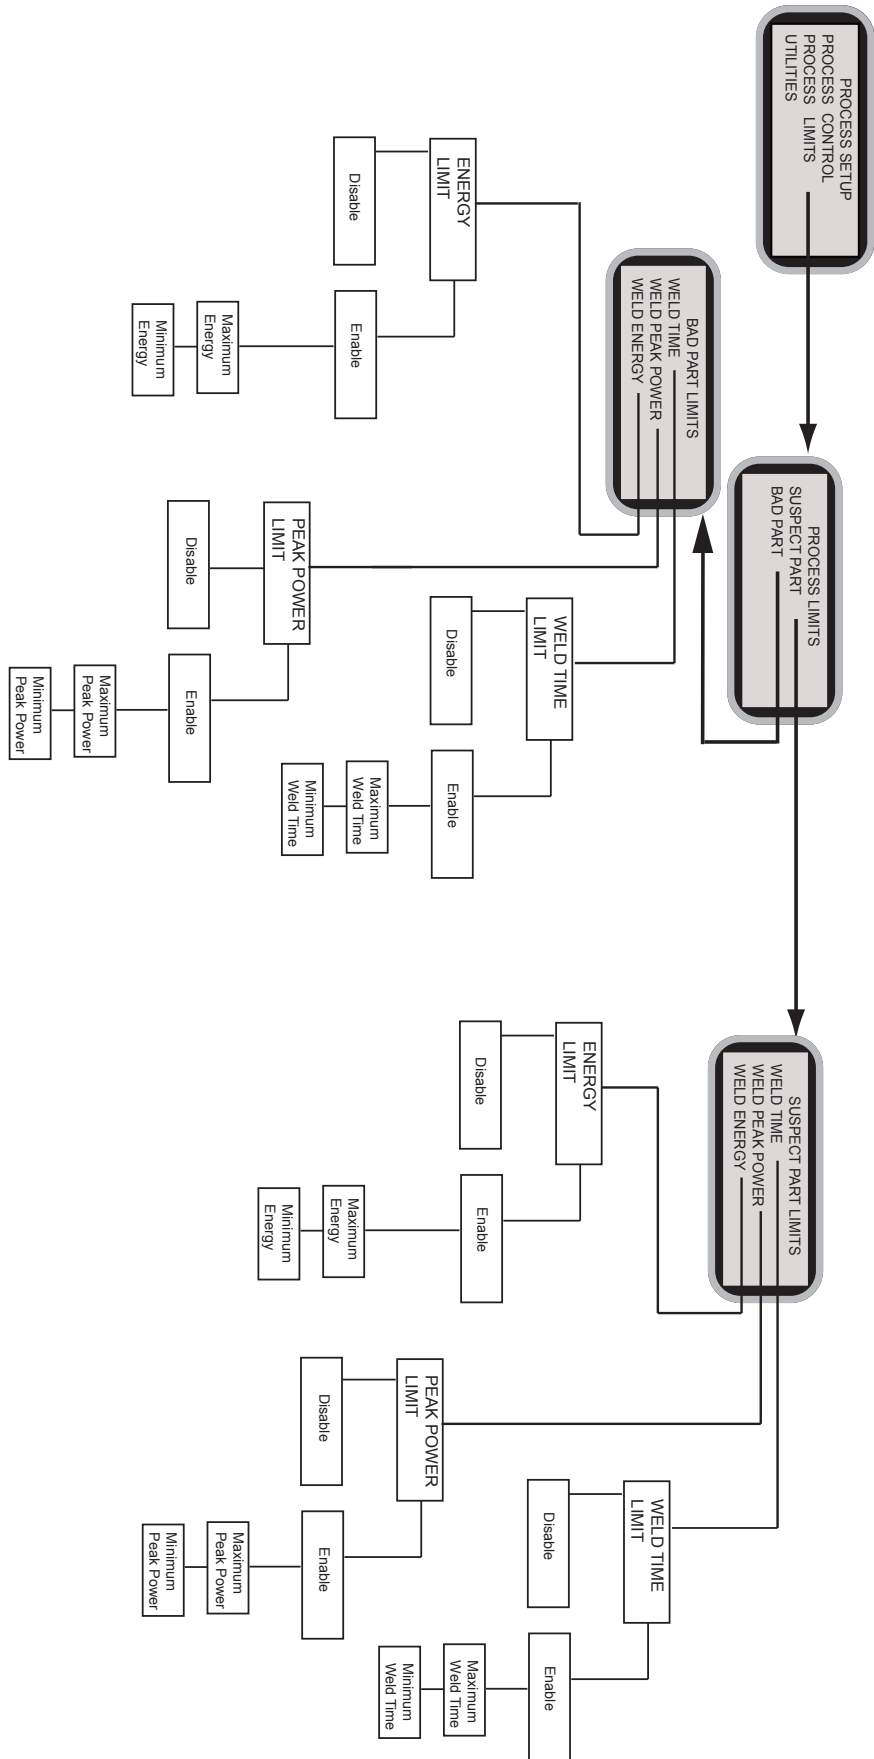 PROCESS SETUP
PROCESS CONTROL
PROCESS LIMITS
UTILITIES
PROCESS LIMITS
SUSPECT PART
BAD PART
SUSPECT PART LIMITS
WELD TIME
WELD PEAK POWER
WELD ENERGY
BAD PART LIMITS
WELD TIME
WELD PEAK POWER
WELD ENERGY
ENERGY
LIMIT
Disable
Enable
Maximum
Energy
Minimum
Energy
PEAK POWER
LIMIT
Disable
Enable
Maximum
Peak Power
Minimum
Peak Power
WELD TIME
LIMIT
Disable
Enable
Maximum
Weld Time
Minimum
Weld Time
ENERGY
LIMIT
Disable
Enable
Maximum
Energy
Minimum
Energy
PEAK POWER
LIMIT
Disable
Enable
Maximum
Peak Power
Minimum
Peak Power
WELD TIME
LIMIT
Disable
Enable
Maximum
Weld Time
Minimum
Weld Time